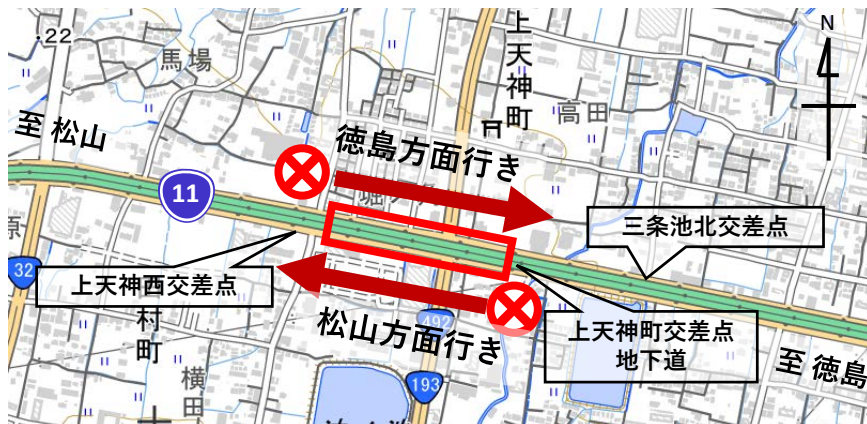 .22
馬場
上天神町
N
高田
至 松山
徳島方面行き
11
三条池北交差点
32
上天神西交差点
村町
492
松山方面行き
上天神町交差点
地下道
至 徳島
横田
193